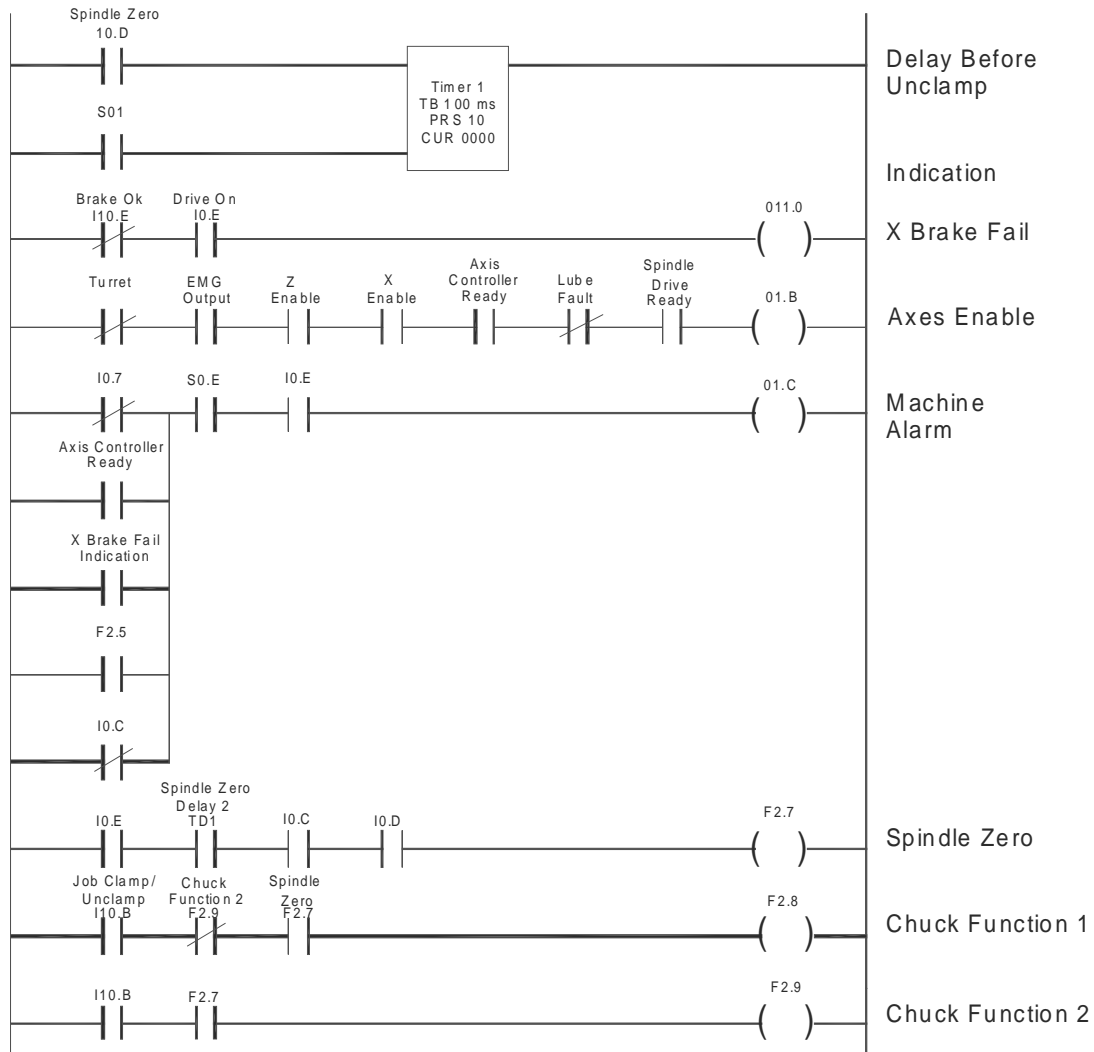 Spindle Zero
10.D
Timer 1
TB 100 ms
PRS 10
CUR 0000
Delay Before
Unclamp
S01
Indication
Brake Ok
I10.E
Drive On
I0.E
011.0
X Brake Fail
Turret
EMG
Output
Z
Enable
X
Enable
Axis
Controller
Ready
Lube
Fault
Spindle
Drive
Ready
01.B
Axes Enable
I0.7
S0.E
I0.E
01.C
Machine
Alarm
Axis Controller
Ready
X Brake Fail
Indication
F2.5
I0.C
I0.E
Spindle Zero
Delay 2
TD1
I0.C
I0.D
F2.7
Spindle Zero
Job Clamp/
Unclamp
I10.B
Chuck
Function 2
F2.9
Spindle
Zero
F2.7
F2.8
Chuck Function 1
I10.B
F2.7
F2.9
Chuck Function 2